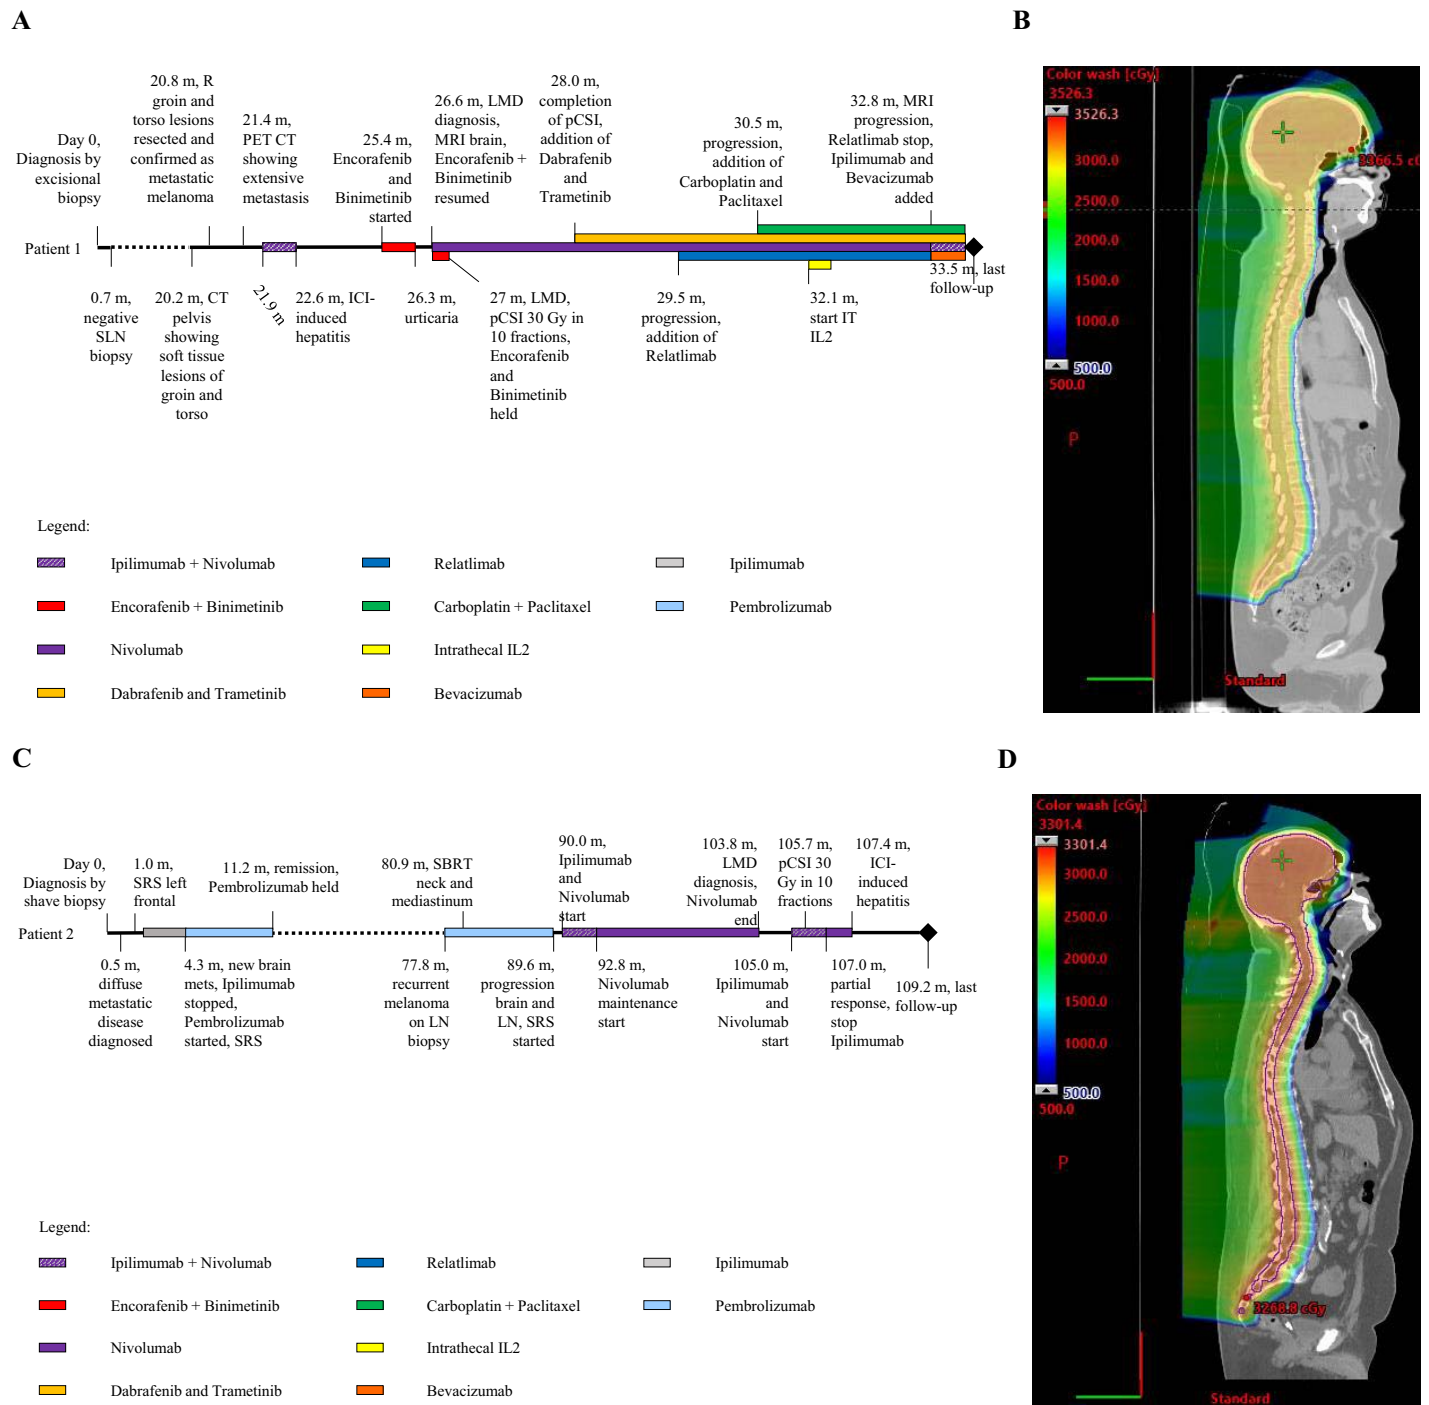 A
B
Day 0,
Diagnosis by
excisional
biopsy
20.8 m, R
groin and
torso lesions
resected and
confirmed as
metastatic
melanoma
21.4 m,
PET CT
showing
extensive
metastasis
25.4 m,
Encorafenib
and
Binimetinib
started
26.6 m, LMD
diagnosis,
MRI brain,
Encorafenib +
Binimetinib
resumed
28.0 m,
completion
of pCSI,
addition of
Dabrafenib
and
Trametinib
30.5 m,
progression,
addition of
Carboplatin and
Paclitaxel
32.8 m, MRI
progression,
Relatlimab stop,
Ipilimumab and
Bevacizumab
added
Patient 1
0.7 m,
negative
SLN
biopsy
20.2 m, CT
pelvis
showing
soft tissue
lesions of
groin and
torso
21.9 m
22.6 m, ICI-
induced
hepatitis
26.3 m,
urticaria
27 m, LMD,
pCSI 30 Gy in
10 fractions,
Encorafenib
and
Binimetinib
held
29.5 m,
progression,
addition of
Relatlimab
32.1 m,
start IT
IL2
33.5 m, last
follow-up
Legend:
Ipilimumab + Nivolumab
Relatlimab
Ipilimumab
Encorafenib + Binimetinib
Carboplatin + Paclitaxel
Pembrolizumab
Nivolumab
Intrathecal IL2
Dabrafenib and Trametinib
Bevacizumab
Color wash [cGy]
3526.3
3526.3
3000.0
2500.0
2000.0
1500.0
1000.0
500.0
500.0
3366.5 cG
P
Standard
C
D
Day 0,
Diagnosis by
shave biopsy
1.0 m,
SRS left
frontal
11.2 m, remission,
Pembrolizumab held
80.9 m, SBRT
neck and
mediastinum
90.0 m,
Ipilimumab
and
Nivolumab
start
103.8 m,
LMD
diagnosis,
Nivolumab
end
105.7 m,
pCSI 30
Gy in 10
fractions
107.4 m,
ICI-
induced
hepatitis
Patient 2
0.5 m,
diffuse
metastatic
disease
diagnosed
4.3 m, new brain
mets, Ipilimumab
stopped,
Pembrolizumab
started, SRS
77.8 m,
recurrent
melanoma
on LN
biopsy
89.6 m,
progression
brain and
LN, SRS
started
92.8 m,
Nivolumab
maintenance
start
105.0 m,
Ipilimumab
and
Nivolumab
start
107.0 m,
partial
response,
stop
Ipilimumab
109.2 m, last
follow-up
Legend:
Ipilimumab + Nivolumab
Relatlimab
Ipilimumab
Encorafenib + Binimetinib
Carboplatin + Paclitaxel
Pembrolizumab
Nivolumab
Intrathecal IL2
Dabrafenib and Trametinib
Bevacizumab
Color wash [cGy]
3301.4
3301.4
3000.0
2500.0
2000.0
1500.0
1000.0
500.0
500.0
P
3268.8 cGy
Standard